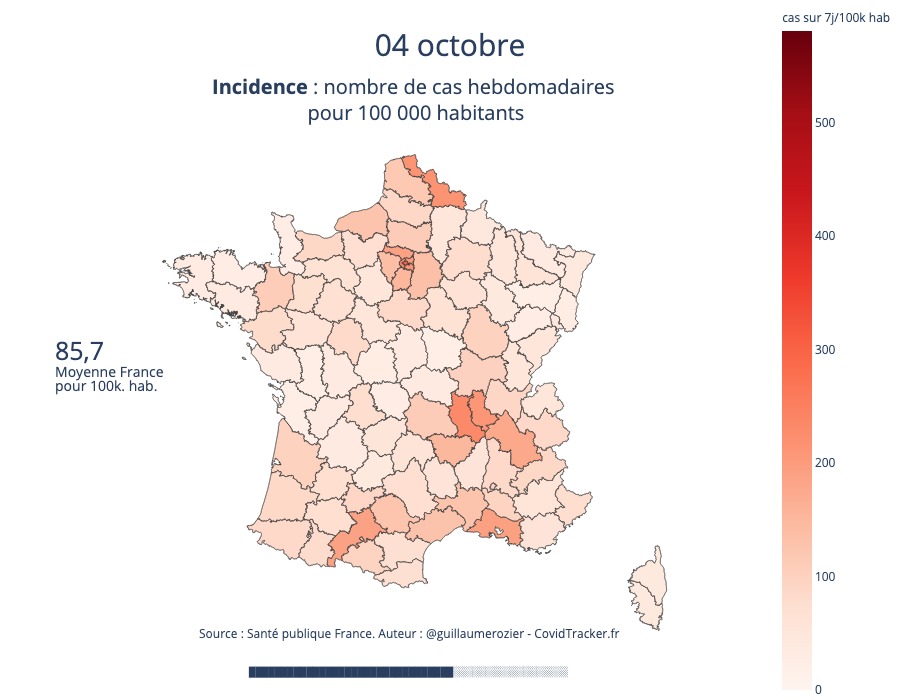 cas sur 7j/100k hab
04 octobre
Incidence : nombre de cas hebdomadaires
pour 100 000 habitants
500
400
300
200
100
0
85,7
Moyenne France
pour 100k. hab.
Source : Santé publique France. Auteur : @guillaumerozier - CovidTracker.fr